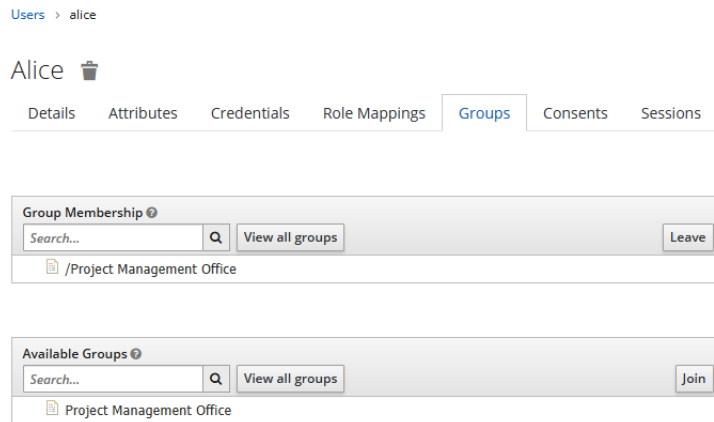 Users > alice
Alice
Details Attributes Credentials Role Mappings Groups Consents Sessions
Group Membership
Search... View all groups Leave
/Project Management Office
Available Groups
Search... View all groups Join
Project Management Office